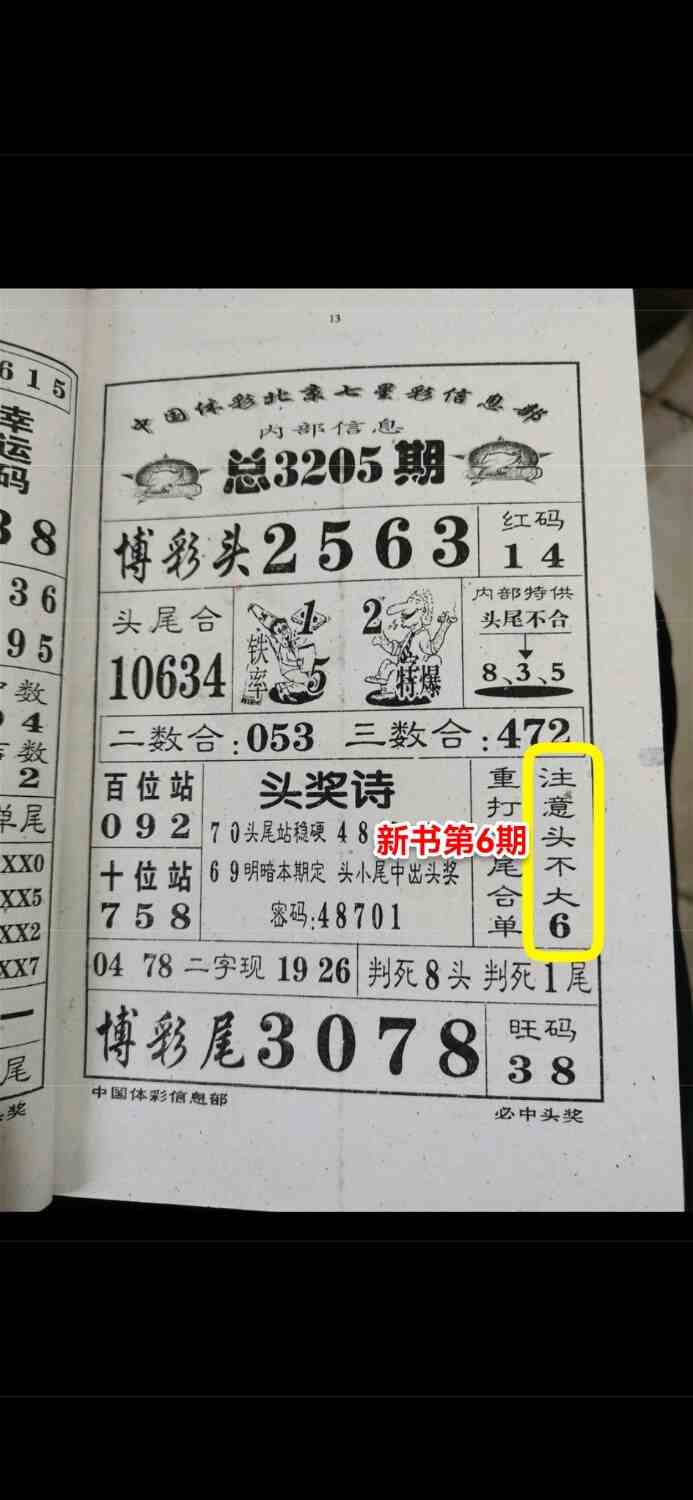 13
615
幸运码
38
36
95
数
04
数
2
单尾
XX0
XX5
XX2
XX7
一
尾
中国体彩北京七星彩信息部
内部信息
总3205期
博彩头2563
红码
14
头尾合
10634
铁率
1
5
2
特爆
内部特供
头尾不合
8、3、5
二数合:053 三数合:472
百位站
092
十位站
758
头奖诗
70头尾站稳硬 48
69明暗本期定 头小尾中出头奖
密码:48701
新书第6期
重打 尾合单
注意头不大6
04 78 二字现 19 26
判死8头 判死1尾
博彩尾3078
旺码
38
中国体彩信息部
必中头奖